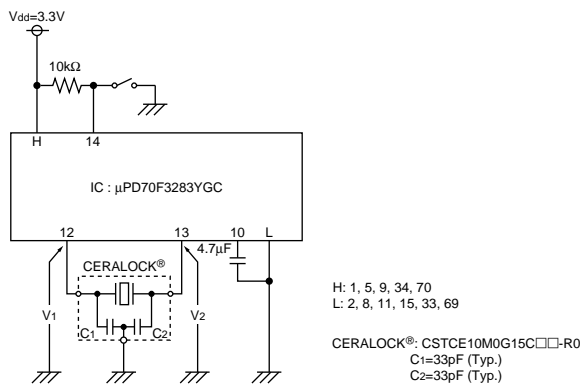 Vdd=3.3V
10kΩ
H 14
IC : μPD70F3283YGC
12 13 10 L
4.7μF
CERALOCK®
V1 C1 C2 V2
H: 1, 5, 9, 34, 70
L: 2, 8, 11, 15, 33, 69
CERALOCK®: CSTCE10M0G15C□□-R0
C1=33pF (Typ.)
C2=33pF (Typ.)